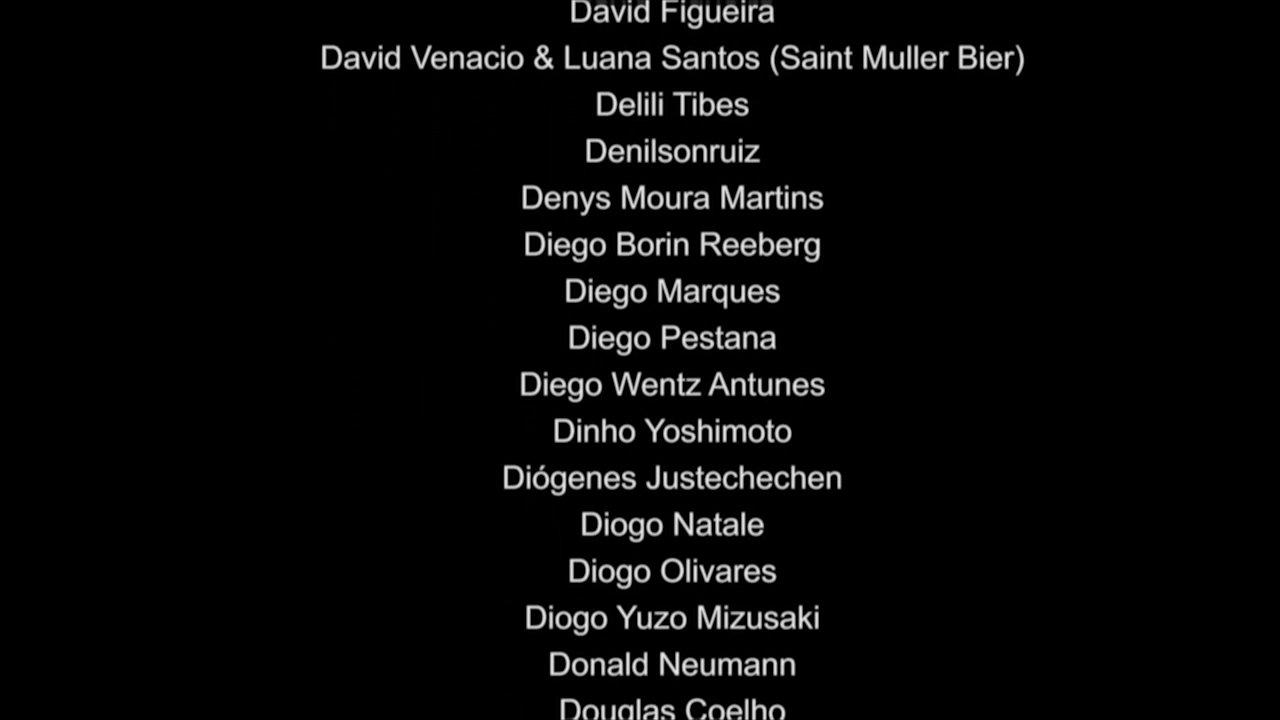 David Figueira
David Venacio & Luana Santos (Saint Muller Bier)
Delili Tibes
Denilsonruiz
Denys Moura Martins
Diego Borin Reeberg
Diego Marques
Diego Pestana
Diego Wentz Antunes
Dinho Yoshimoto
Diógenes Justechechen
Diogo Natale
Diogo Olivares
Diogo Yuzo Mizusaki
Donald Neumann
Douglas Coelho